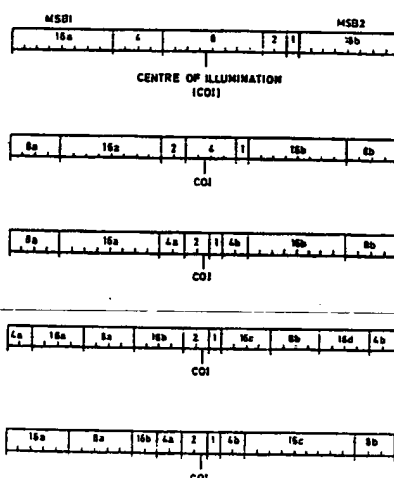 MSB1 MSB2
16a 4 8 2 1 16b
CENTRE OF ILLUMINATION
(COI)
8a 16a 2 4 1 16b 8b
COI
8a 16a 4a 2 1 4b 16b 8b
COI
4a 16a 8a 16b 2 1 16c 8b 16d 4b
COI
16a 8a 16b 4a 2 1 4b 16c 8b
COI